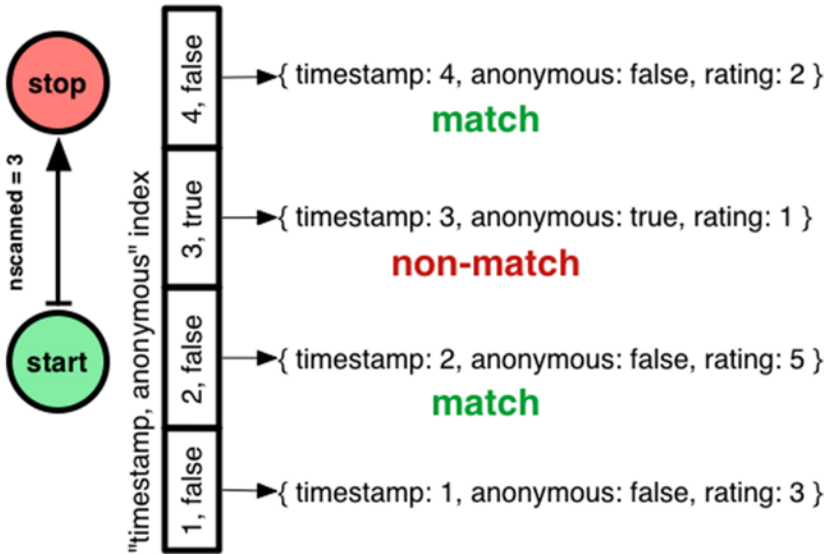 stop
nscanned = 3
start
"timestamp, anonymous" index
4, false
{ timestamp: 4, anonymous: false, rating: 2 }
match
3, true
{ timestamp: 3, anonymous: true, rating: 1 }
non-match
2, false
{ timestamp: 2, anonymous: false, rating: 5 }
match
1, false
{ timestamp: 1, anonymous: false, rating: 3 }